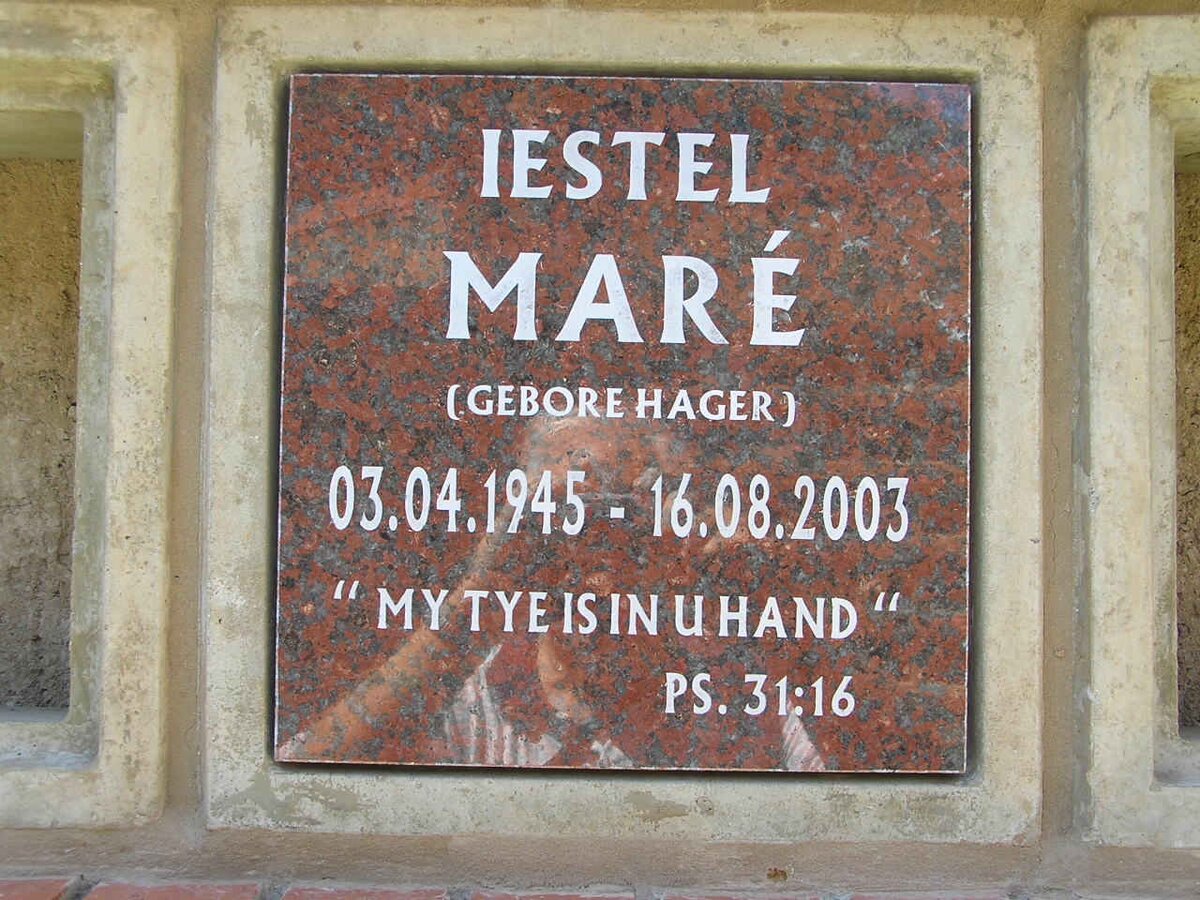 IESTEL
MARÉ
(GEBORE HAGER)
03.04.1945 - 16.08.2003
“ MY TYE IS IN U HAND “
PS. 31:16